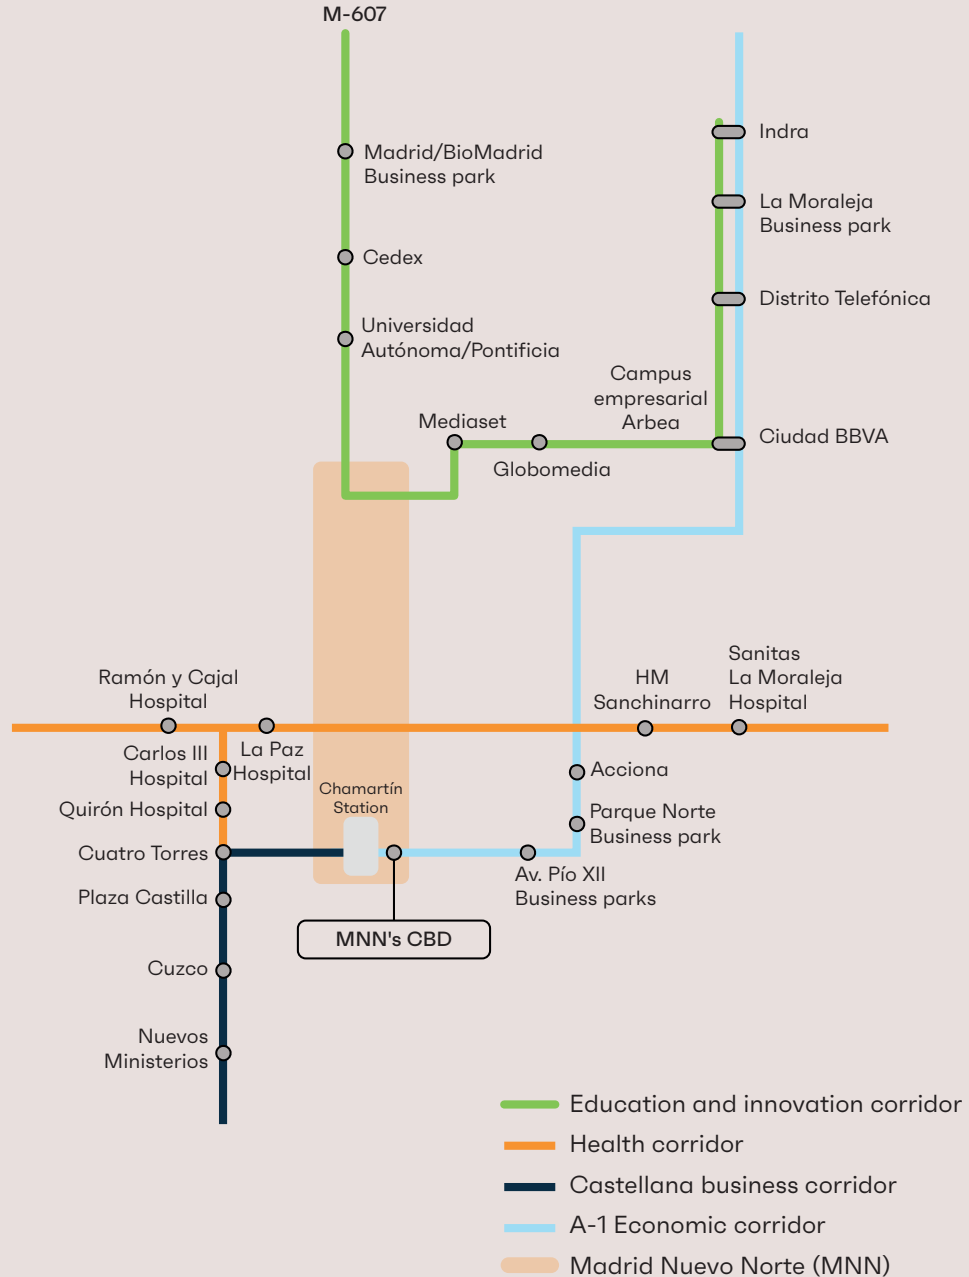 M-607
Indra
Madrid/BioMadrid
Business park
La Moraleja
Business park
Cedex
Distrito Telefónica
Universidad
Autónoma/Pontificia
Campus
empresarial
Arbea
Mediaset
Ciudad BBVA
Globomedia
Ramón y Cajal
Hospital
HM
Sanchinarro
Sanitas
La Moraleja
Hospital
Carlos III
Hospital
La Paz
Hospital
Acciona
Chamartín
Station
Quirón Hospital
Parque Norte
Business park
Cuatro Torres
Av. Pío XII
Business parks
Plaza Castilla
MNN's CBD
Cuzco
Nuevos
Ministerios
Education and innovation corridor
Health corridor
Castellana business corridor
A-1 Economic corridor
Madrid Nuevo Norte (MNN)